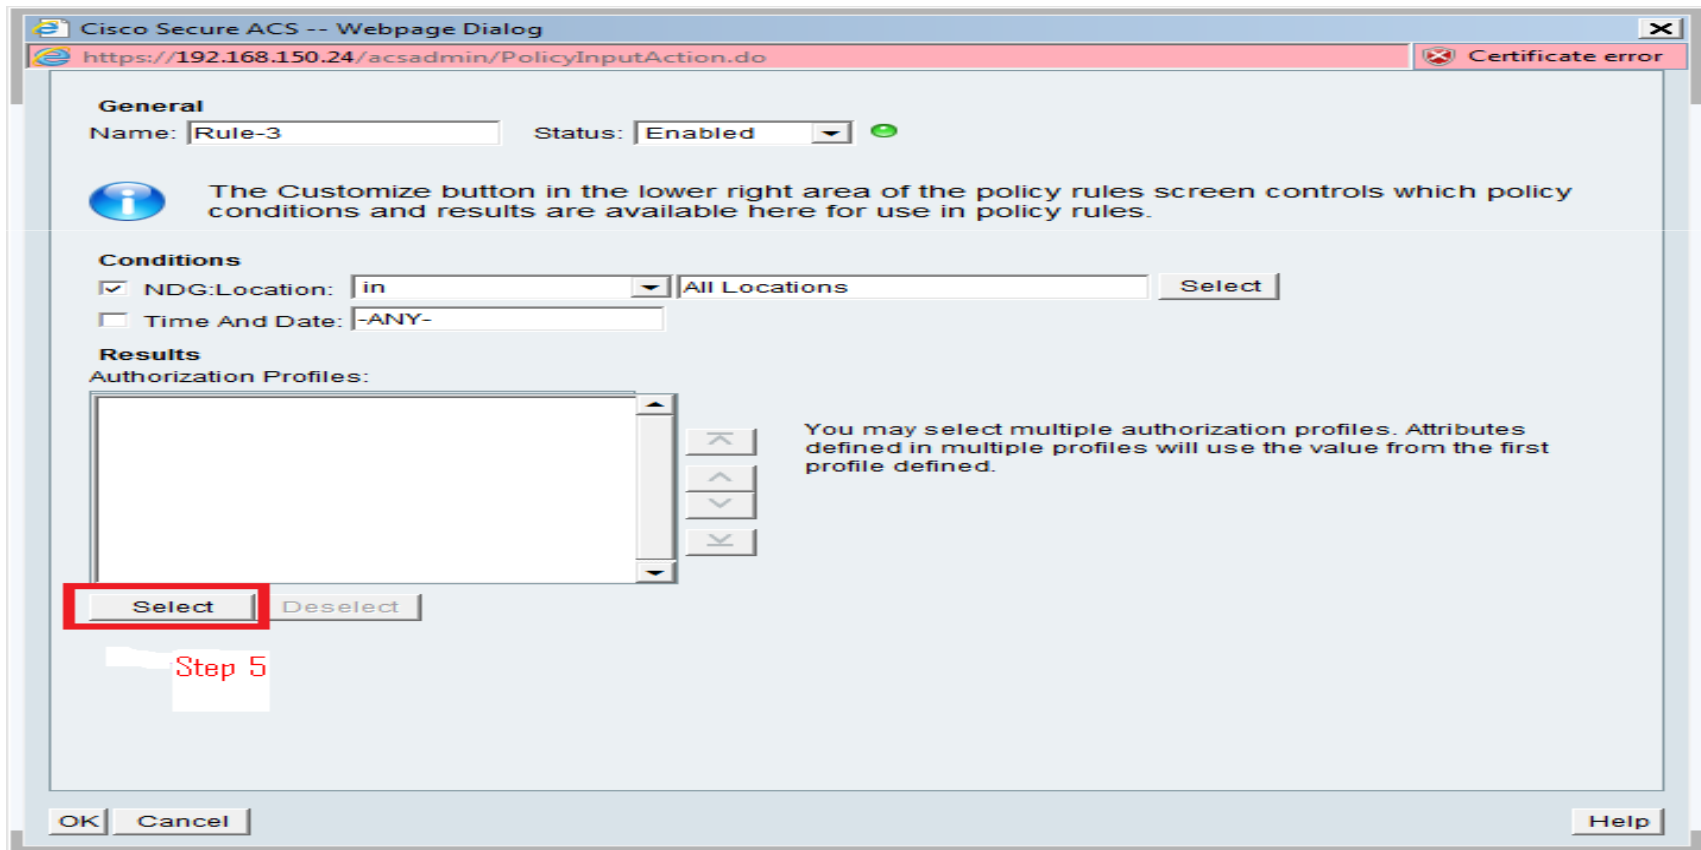 Cisco Secure ACS -- Webpage Dialog
https://192.168.150.24/acsadmin/PolicyInputAction.do
Certificate error
General
Name: Rule-3 Status: Enabled
The Customize button in the lower right area of the policy rules screen controls which policy
conditions and results are available here for use in policy rules.
Conditions
NDG:Location: in All Locations Select
Time And Date: -ANY-
Results
Authorization Profiles:
You may select multiple authorization profiles. Attributes
defined in multiple profiles will use the value from the first
profile defined.
Select Deselect
Step 5
OK Cancel Help